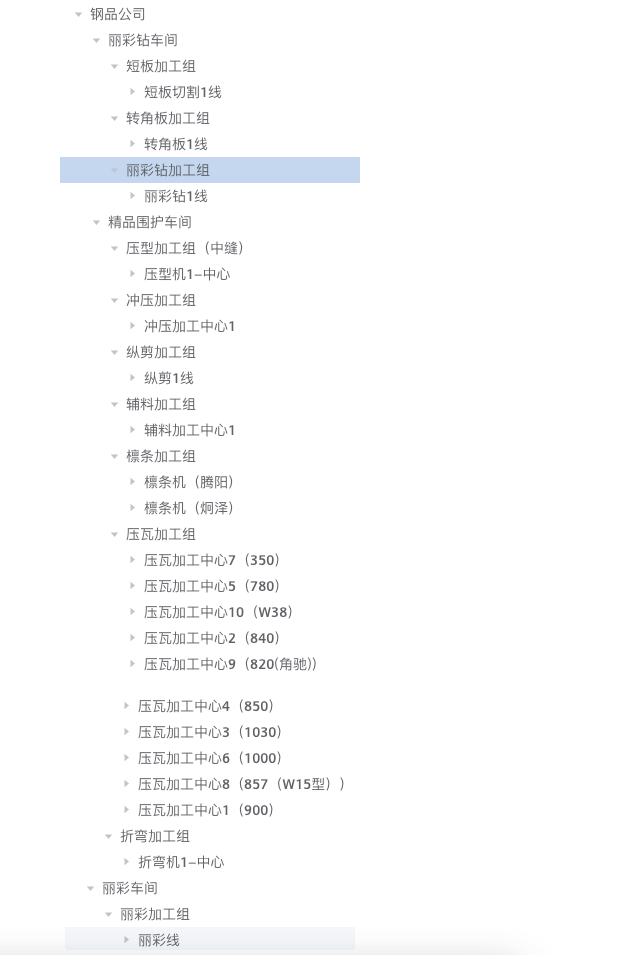 钢品公司
丽彩钻车间
短板加工组
短板切割1线
转角板加工组
转角板1线
丽彩钻加工组
丽彩钻1线
精品围护车间
压型加工组（中缝）
压型机1-中心
冲压加工组
冲压加工中心1
纵剪加工组
纵剪1线
辅料加工组
辅料加工中心1
檩条加工组
檩条机（腾阳）
檩条机（炯泽）
压瓦加工组
压瓦加工中心7（350）
压瓦加工中心5（780）
压瓦加工中心10（W38）
压瓦加工中心2（840）
压瓦加工中心9（820(角驰)）
压瓦加工中心4（850）
压瓦加工中心3（1030）
压瓦加工中心6（1000）
压瓦加工中心8（857（W15型））
压瓦加工中心1（900）
折弯加工组
折弯机1-中心
丽彩车间
丽彩加工组
丽彩线